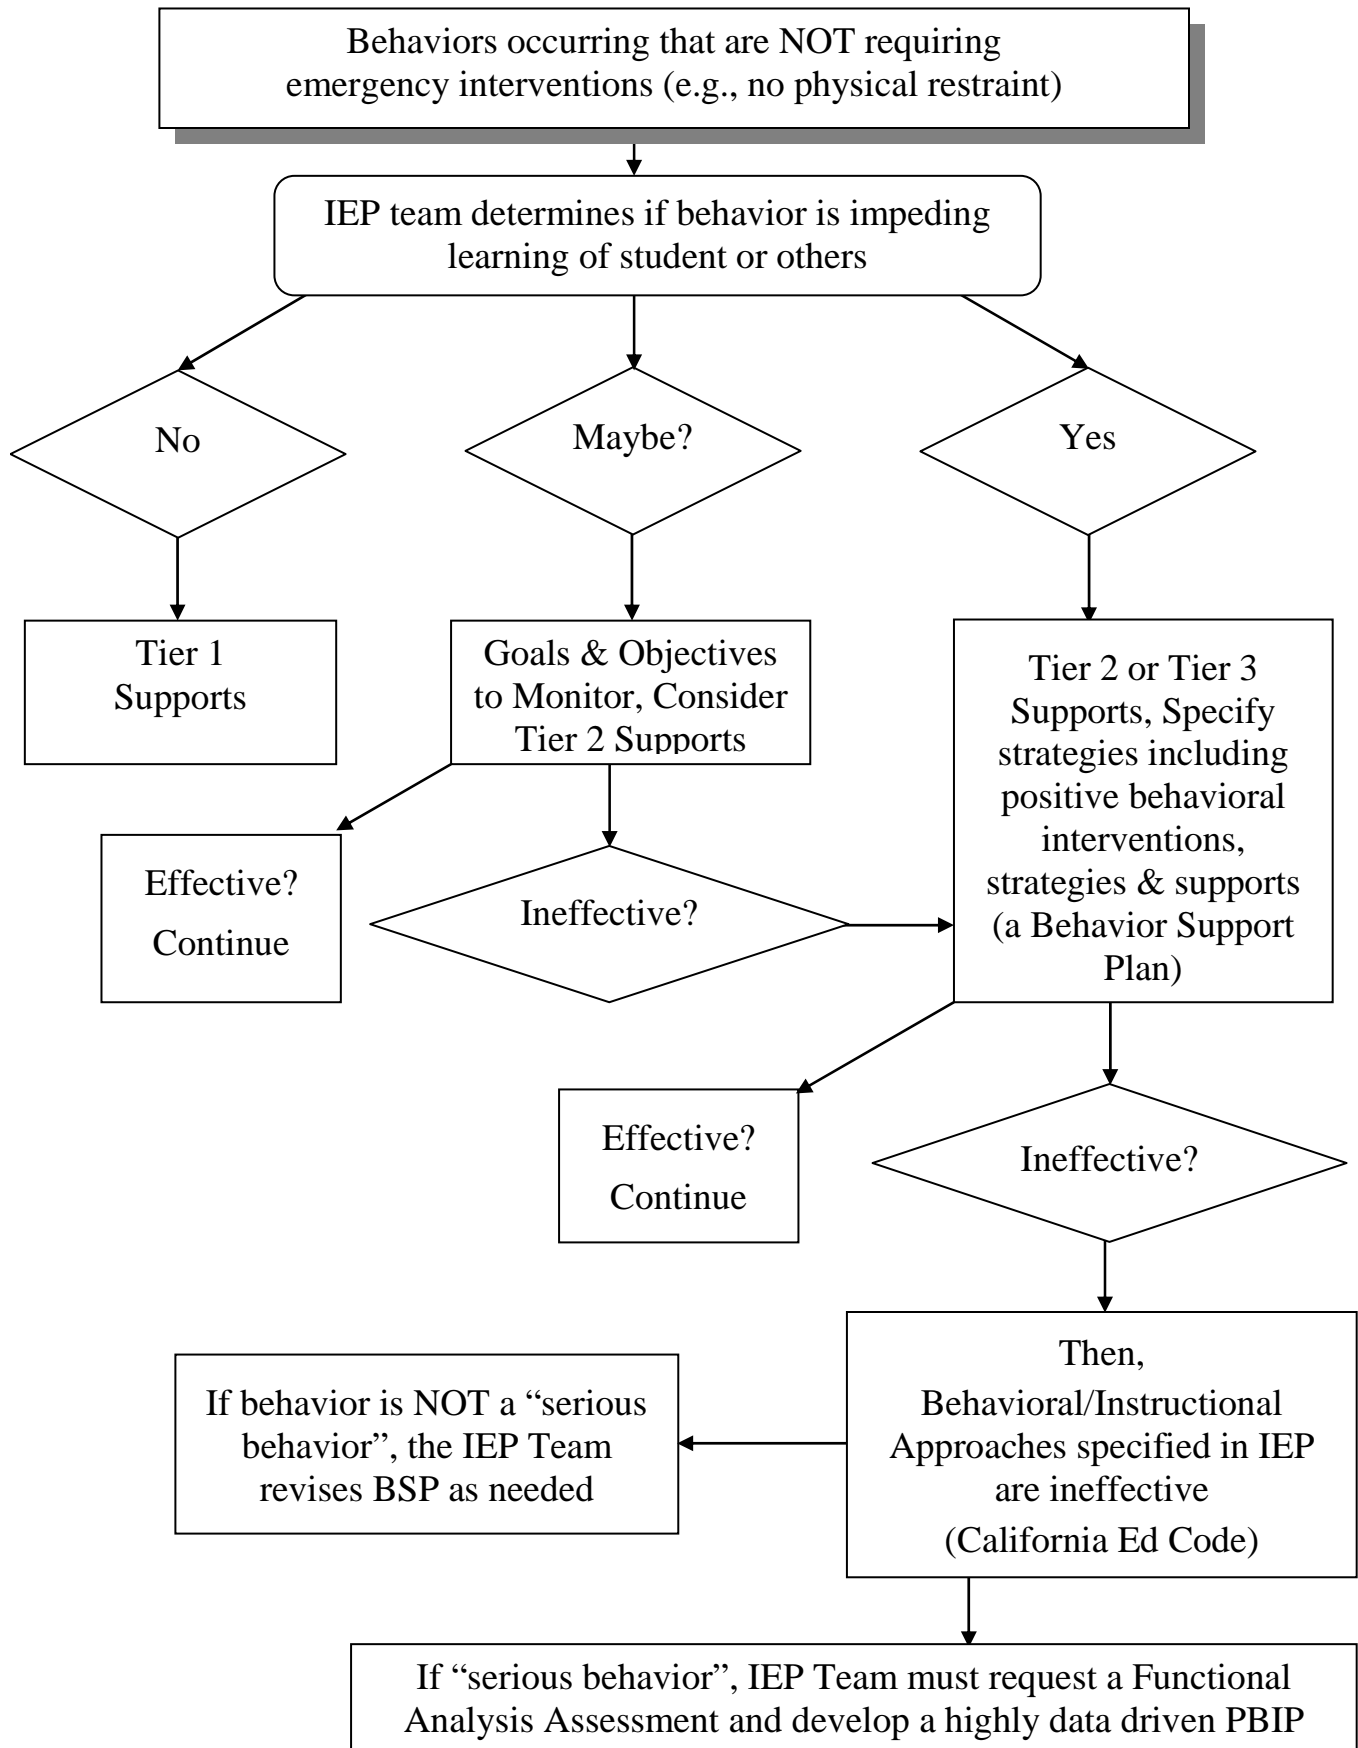 Behaviors occurring that are NOT requiring
emergency interventions (e.g., no physical restraint)
IEP team determines if behavior is impeding
learning of student or others
No
Maybe?
Yes
Tier 1
Supports
Goals & Objectives
to Monitor, Consider
Tier 2 Supports
Tier 2 or Tier 3
Supports, Specify
strategies including
positive behavioral
interventions,
strategies & supports
(a Behavior Support
Plan)
Effective?
Continue
Ineffective?
Effective?
Continue
Ineffective?
Then,
Behavioral/Instructional
Approaches specified in IEP
are ineffective
(California Ed Code)
If behavior is NOT a “serious
behavior”, the IEP Team
revises BSP as needed
If “serious behavior”, IEP Team must request a Functional
Analysis Assessment and develop a highly data driven PBIP